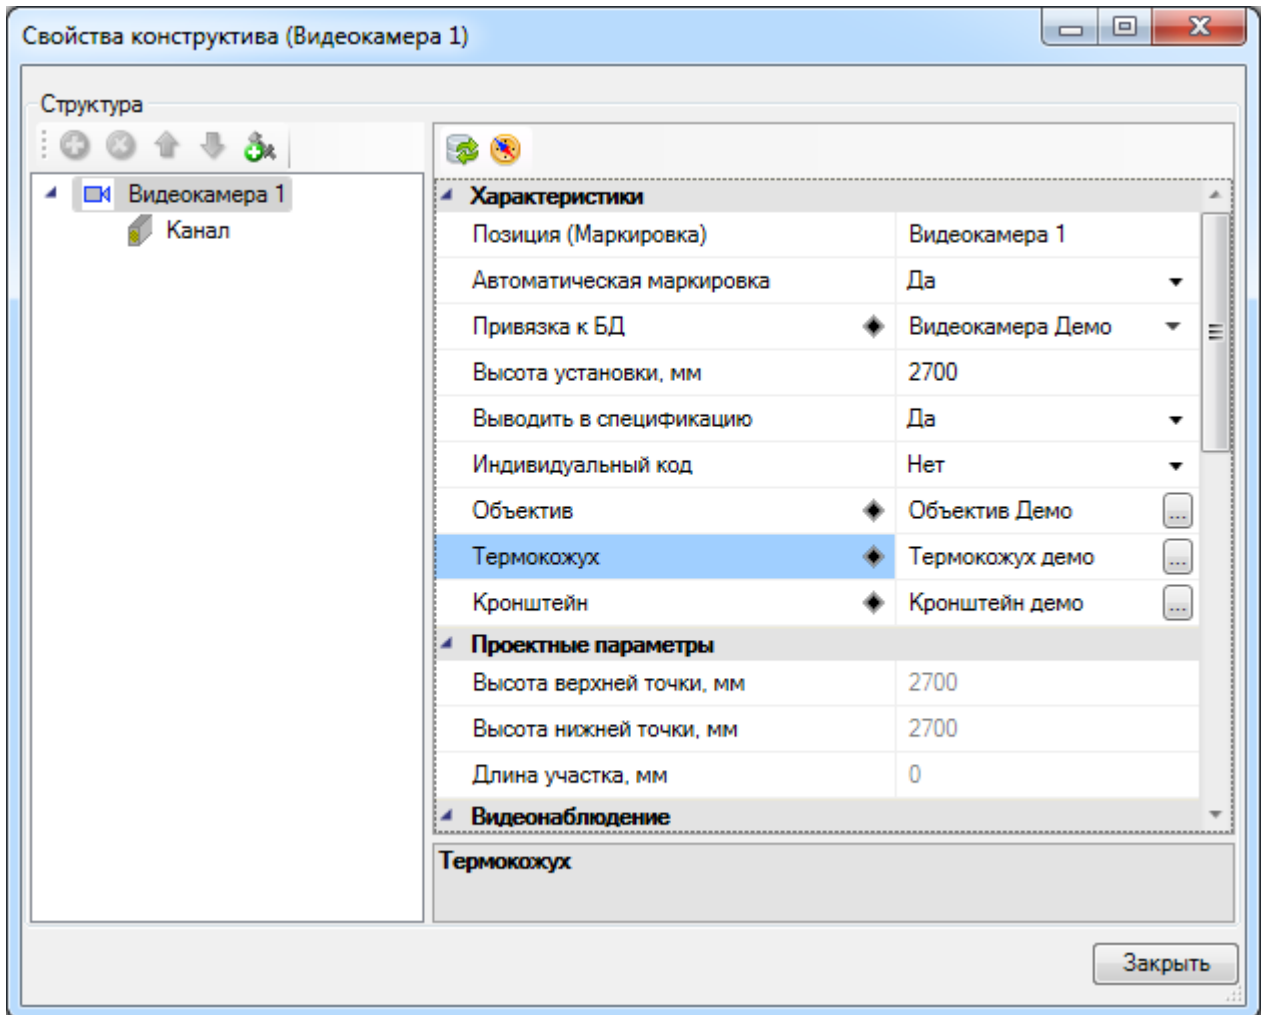 Свойства конструктива (Видеокамера 1)
Структура
Видеокамера 1
Канал
Характеристики
Позиция (Маркировка) Видеокамера 1
Автоматическая маркировка Да
Привязка к БД Видеокамера Демо
Высота установки, мм 2700
Выводить в спецификацию Да
Индивидуальный код Нет
Объектив Объектив Демо ...
Термокожух Термокожух демо ...
Кронштейн Кронштейн демо ...
Проектные параметры
Высота верхней точки, мм 2700
Высота нижней точки, мм 2700
Длина участка, мм 0
Видеонаблюдение
Термокожух
Закрыть